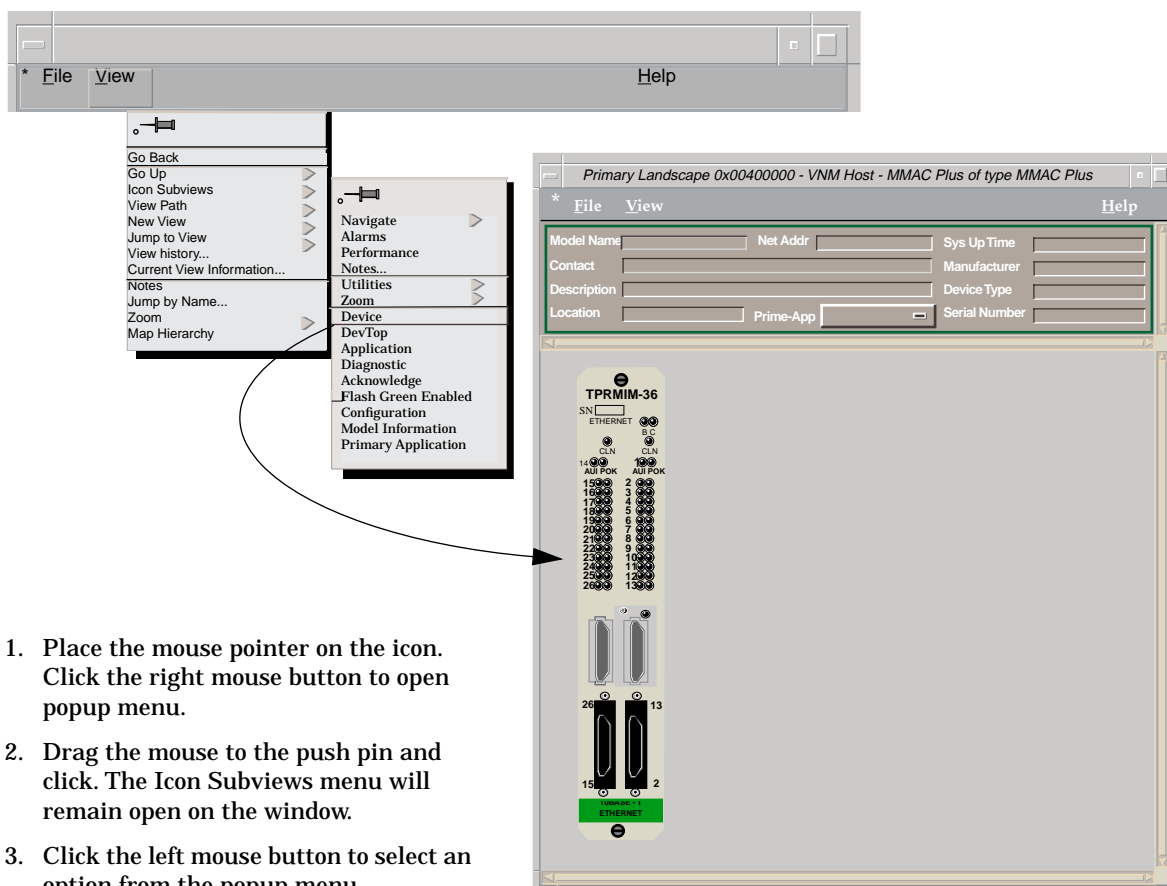 * File View Help
Go Back
Go Up
Icon Subviews
View Path
New View
Jump to View
View history...
Current View Information...
Notes
Jump by Name...
Zoom
Map Hierarchy
Navigate
Alarms
Performance
Notes...
Utilities
Zoom
Device
DevTop
Application
Diagnostic
Acknowledge
Flash Green Enabled
Configuration
Model Information
Primary Application
Primary Landscape 0x00400000 - VNM Host - MMAC Plus of type MMAC Plus
* File View Help
Model Name Net Addr Sys Up Time
Contact Manufacturer
Description Device Type
Location Prime-App Serial Number
TPRMIM-36
SN
ETHERNET
B C
CLN CLN
14 1
AUI POK AUI POK
15 2
16 3
17 4
18 5
19 6
20 7
21 8
22 9
23 10
24 11
25 12
26 13
26 13
15 2
10BASE - T
ETHERNET
1. Place the mouse pointer on the icon.
Click the right mouse button to open
popup menu.
2. Drag the mouse to the push pin and
click. The Icon Subviews menu will
remain open on the window.
3. Click the left mouse button to select an
option from the popup menu.